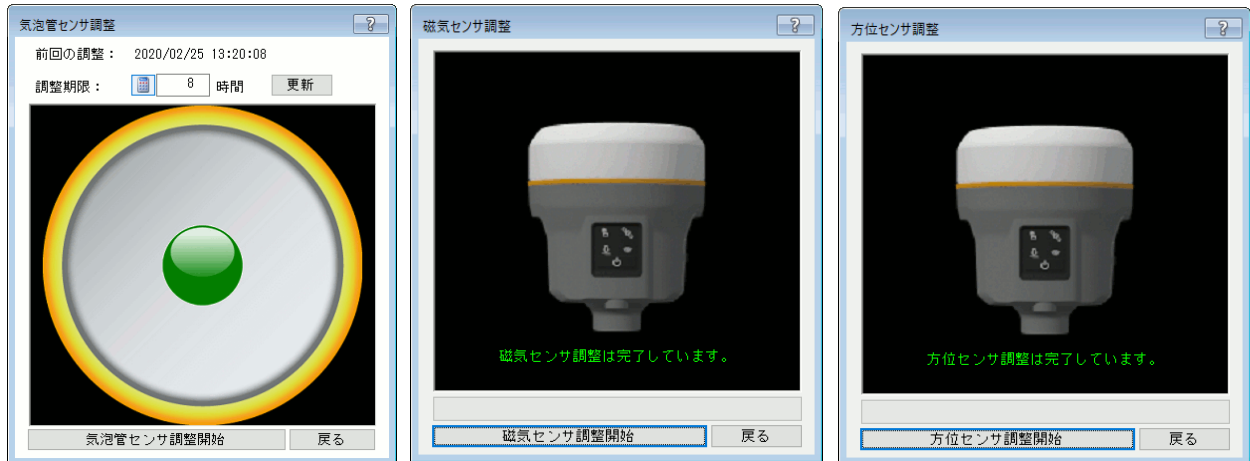 気泡管センサ調整
?
前回の調整： 2020/02/25 13:20:08
調整期限： 8 時間 更新
気泡管センサ調整開始 戻る
磁気センサ調整
?
磁気センサ調整は完了しています。
磁気センサ調整開始 戻る
方位センサ調整
?
方位センサ調整は完了しています。
方位センサ調整開始 戻る